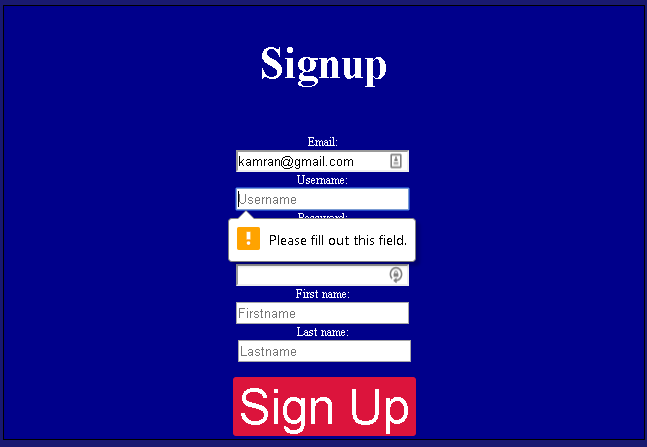 Signup
Email:
kamran@gmail.com
Username:
Username
Password:
Please fill out this field.
First name:
Firstname
Last name:
Lastname
Sign Up